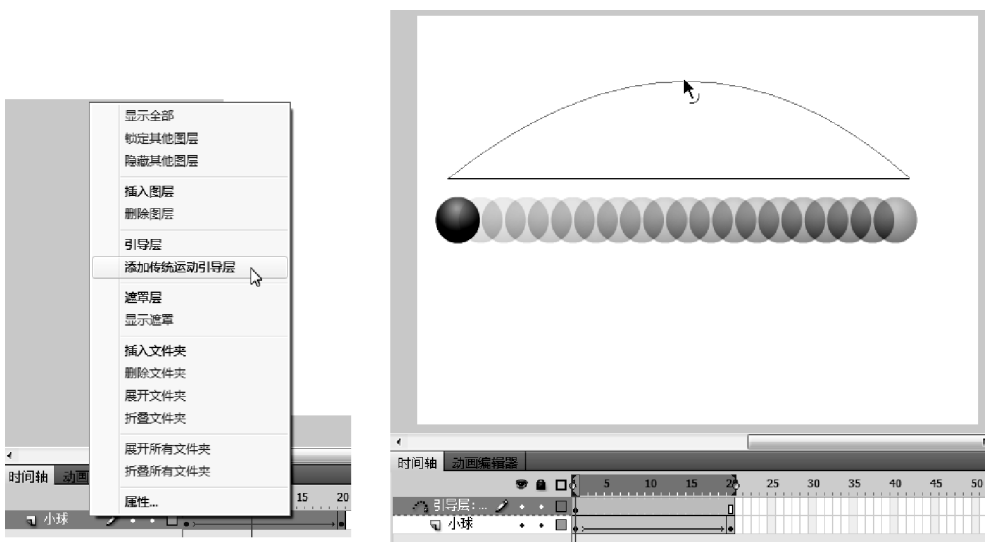 显示全部
锁定其他图层
隐藏其他图层
插入图层
删除图层
引导层
添加传统运动引导层
遮罩层
显示遮罩
插入文件夹
删除文件夹
展开文件夹
折叠文件夹
展开所有文件夹
折叠所有文件夹
属性...
时间轴 动画
15 20
小球
时间轴 动画编辑器
5 10 15 20 25 30 35 40 45 50
引导层:...
小球